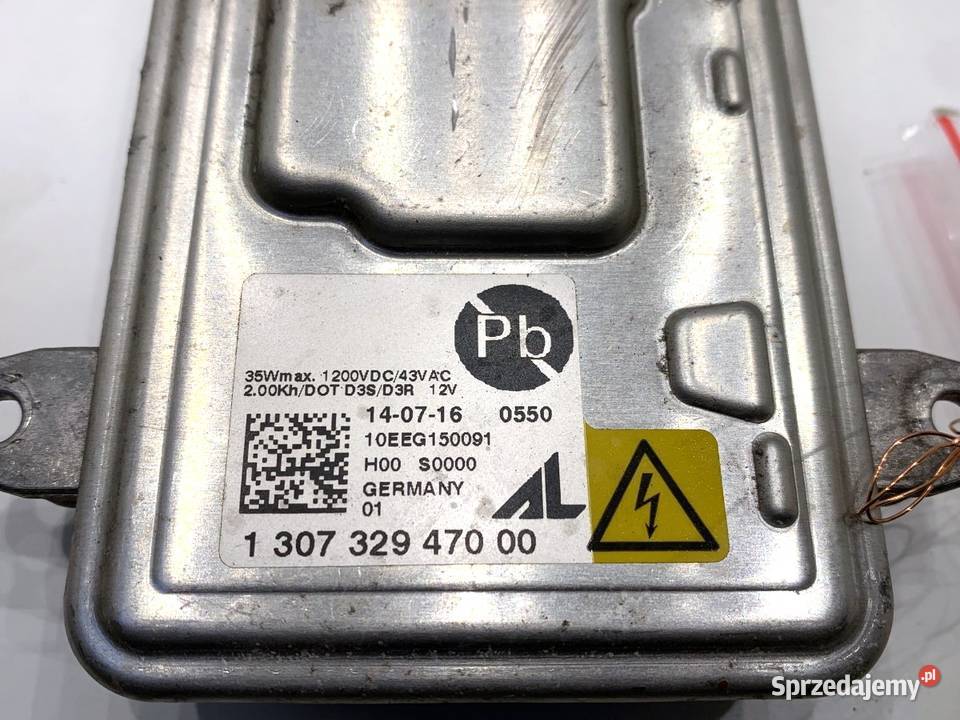 Pb
35Wmax. 1200VDC/43VAC
2.00Kh/DOT D3S/D3R 12V
14-07-16 0550
10EEG150091
H00 S0000
GERMANY
01
AL
1 307 329 470 00
Sprzedajemy.pl